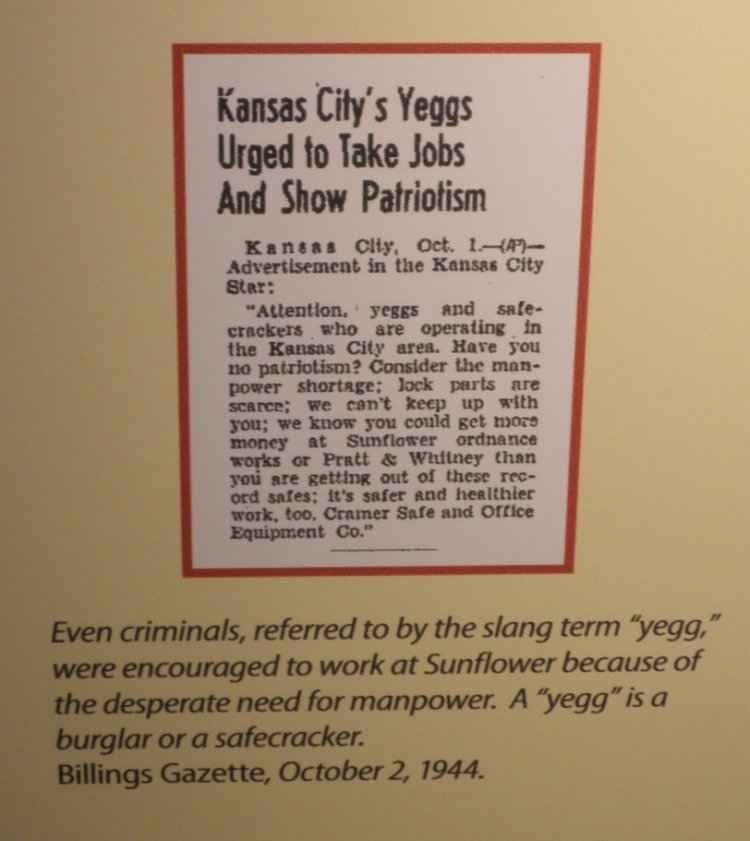 Kansas City's Yeggs
Urged to Take Jobs
And Show Patriotism
Kansas City, Oct. 1.—(AP)—
Advertisement in the Kansas City
Star:
"Attention, yeggs and safe-
crackers who are operating in
the Kansas City area. Have you
no patriotism? Consider the man-
power shortage; lock parts are
scarce; we can't keep up with
you; we know you could get more
money at Sunflower ordnance
works or Pratt & Whitney than
you are getting out of these rec-
ord safes; it's safer and healthier
work, too. Cramer Safe and Office
Equipment Co."
Even criminals, referred to by the slang term "yegg,"
were encouraged to work at Sunflower because of
the desperate need for manpower. A "yegg" is a
burglar or a safecracker.
Billings Gazette, October 2, 1944.